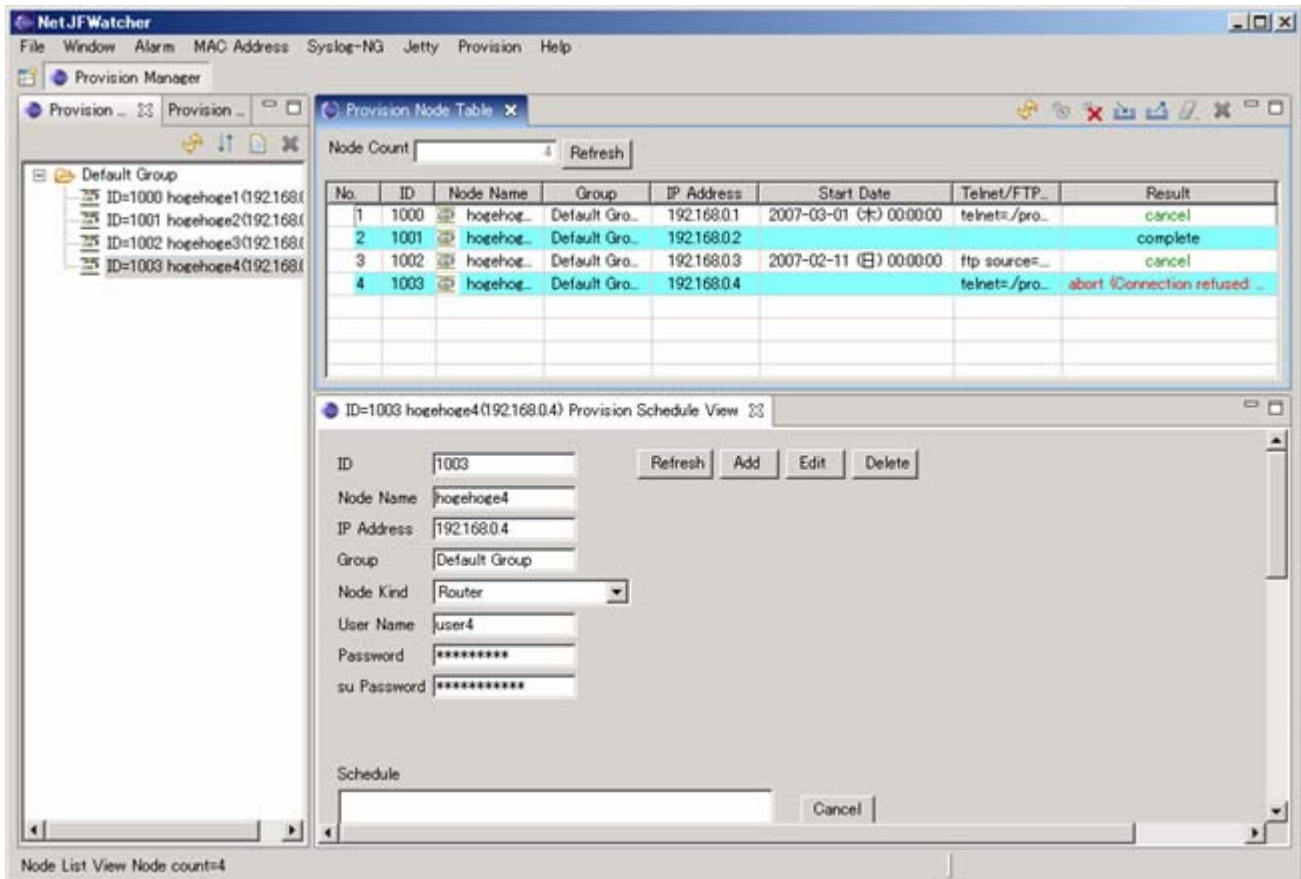 NetJFWatcher
File Window Alarm MAC Address Syslog-NG Jetty Provision Help
Provision Manager
Provision ... Provision ...
Default Group
ID=1000 hogehoge1(192.168.(
ID=1001 hogehoge2(192.168.(
ID=1002 hogehoge3(192.168.(
ID=1003 hogehoge4(192.168.(
Provision Node Table
Node Count 4 Refresh
No. ID Node Name Group IP Address Start Date Telnet/FTP... Result
1 1000 hogehog... Default Gro... 192.168.0.1 2007-03-01 (木) 00:00:00 telnet=./pro... cancel
2 1001 hogehog... Default Gro... 192.168.0.2 complete
3 1002 hogehog... Default Gro... 192.168.0.3 2007-02-11 (日) 00:00:00 ftp source=... cancel
4 1003 hogehog... Default Gro... 192.168.0.4 telnet=./pro... abort (Connection refused: ...
ID=1003 hogehoge4(192.168.0.4) Provision Schedule View
ID 1003 Refresh Add Edit Delete
Node Name hogehoge4
IP Address 192.168.0.4
Group Default Group
Node Kind Router
User Name user4
Password *********
su Password ***********
Schedule
Cancel
Node List View Node count=4